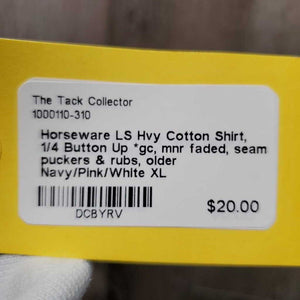 The Tack Collector
1000110-310
Horseware LS Hvy Cotton Shirt,
1/4 Button Up *gc, mnr faded, seam
puckers & rubs, older
Navy/Pink/White XL
DCBYRV
$20.00